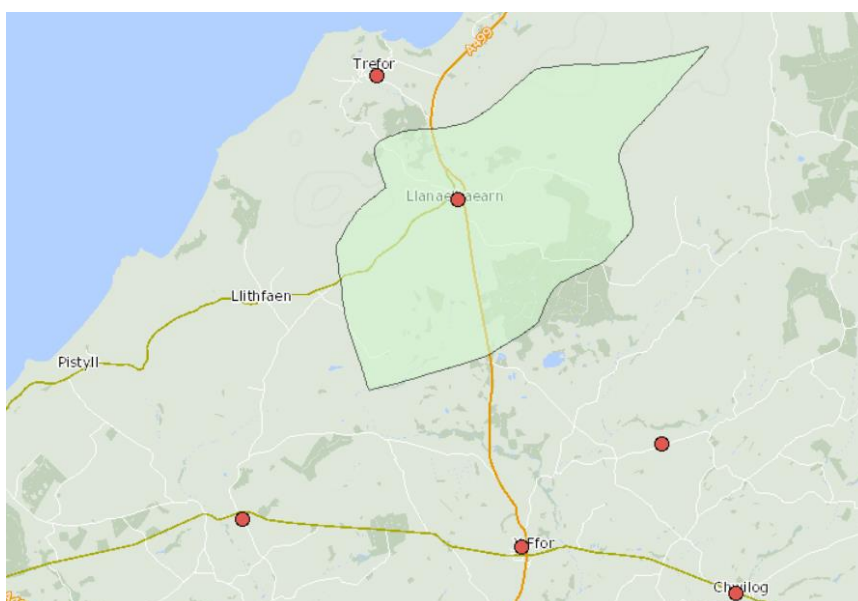 A499
Trefor
Llanaelhaearn
Llithfaen
Pistyll
Y Ffor
Chwilog